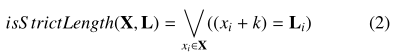 isStrictLength(X, L) = ⋁_{x_i∈X} ((x_i + k) = L_i) (2)